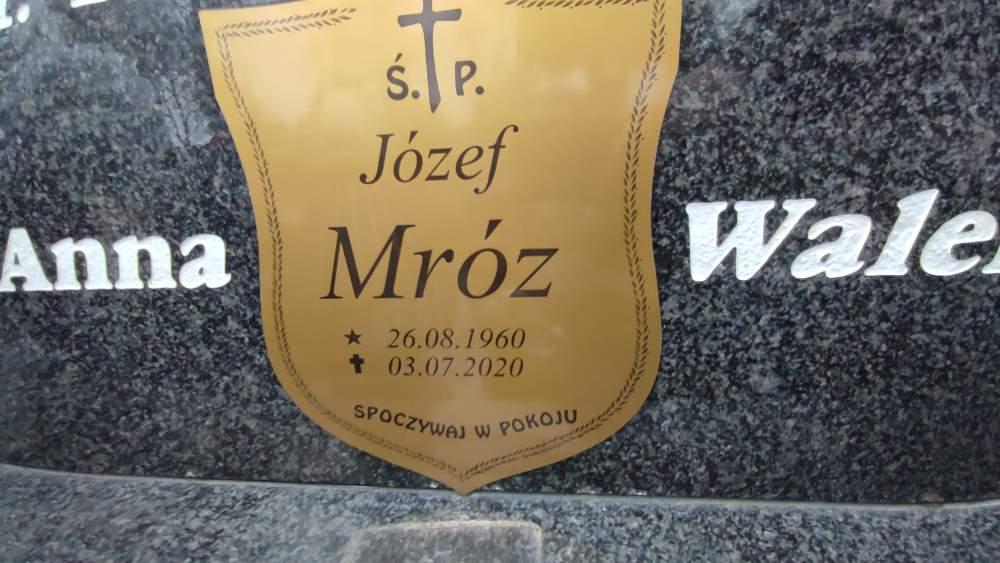 Ś. P.
Józef
Mróz
26.08.1960
03.07.2020
SPOCZYWAJ W POKOJU
Anna